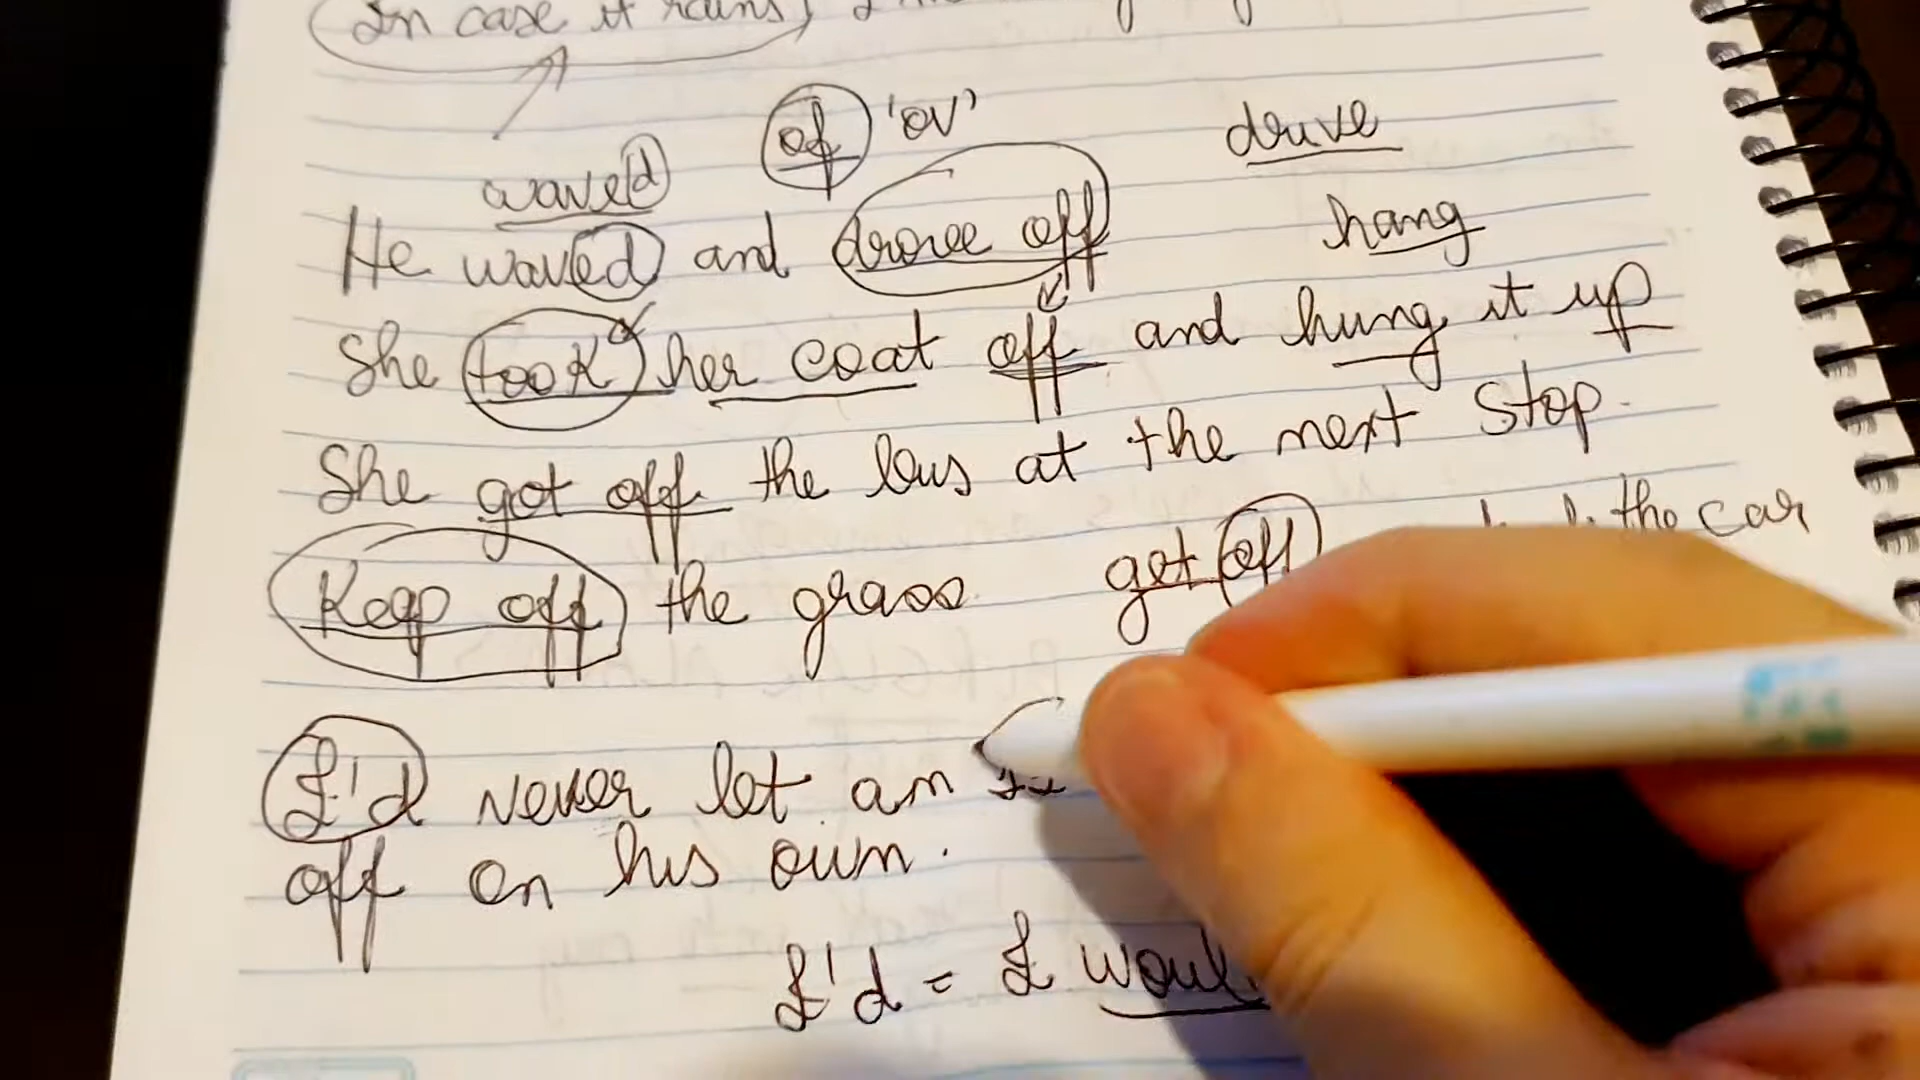 In case it rains, I
of 'ov' drive
waved hang
He waved and drove off
She took her coat off and hung it up
She got off the bus at the next stop.
Keep off the grass get off the car
I'd never let an
off on his own.
I'd = I woul